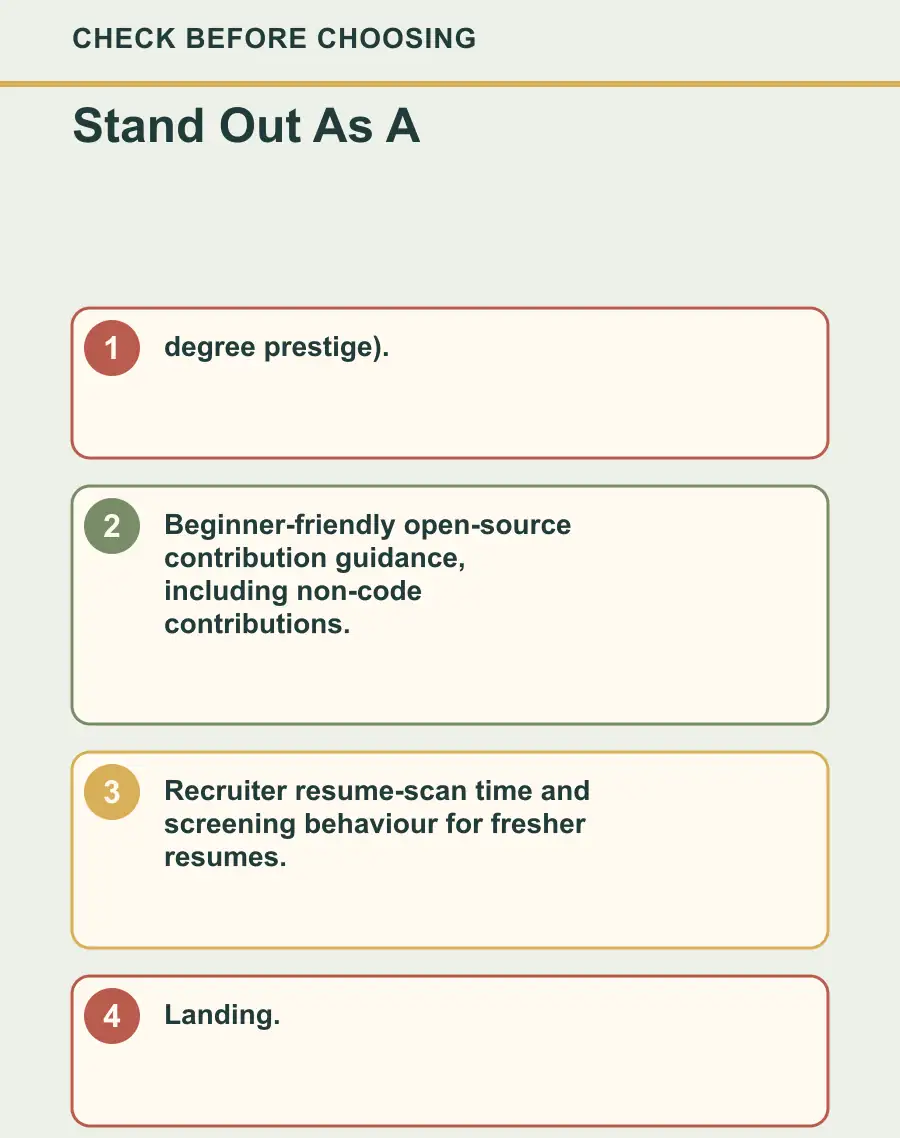 CHECK BEFORE CHOOSING
Stand Out As A
1
degree prestige).
2
Beginner-friendly open-source
contribution guidance,
including non-code
contributions.
3
Recruiter resume-scan time and
screening behaviour for fresher
resumes.
4
Landing.